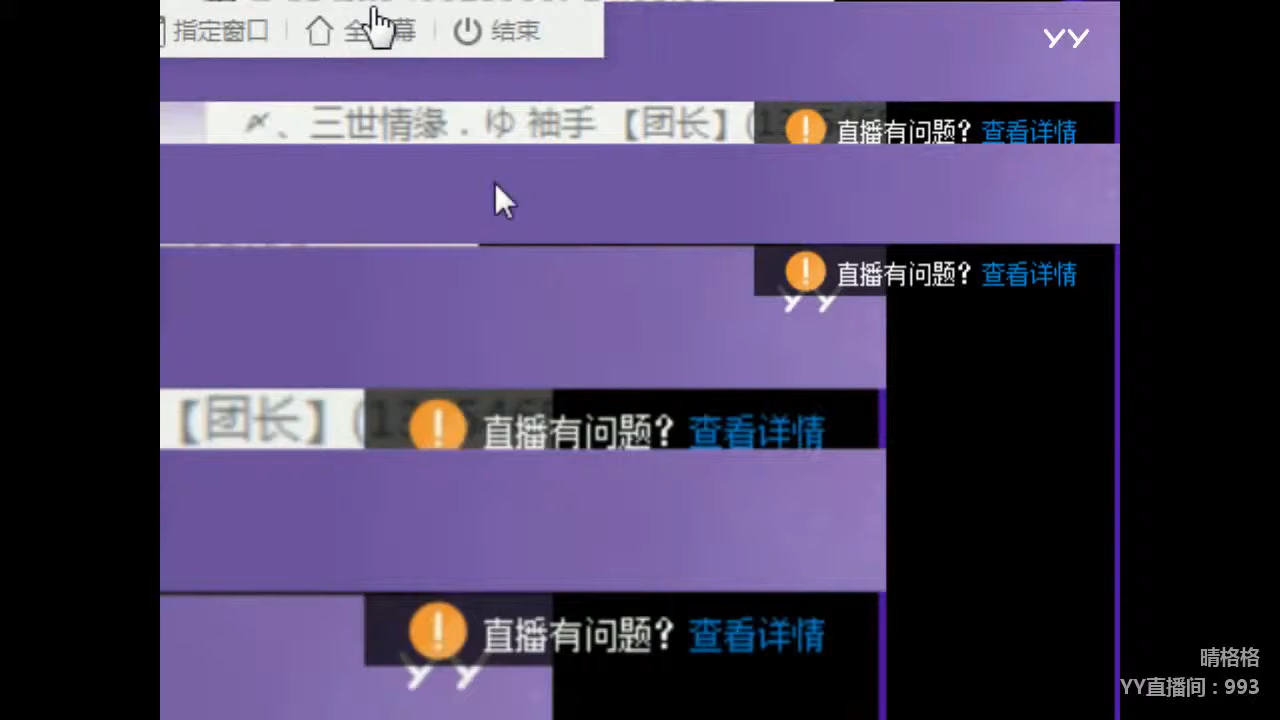 指定窗口 全 幕 结束
YY
、三世情缘．ゆ 袖手 【团长】(13
直播有问题？ 查看详情
直播有问题？ 查看详情
YY
【团长】(13
直播有问题？ 查看详情
直播有问题？ 查看详情
YY
晴格格
YY直播间：993